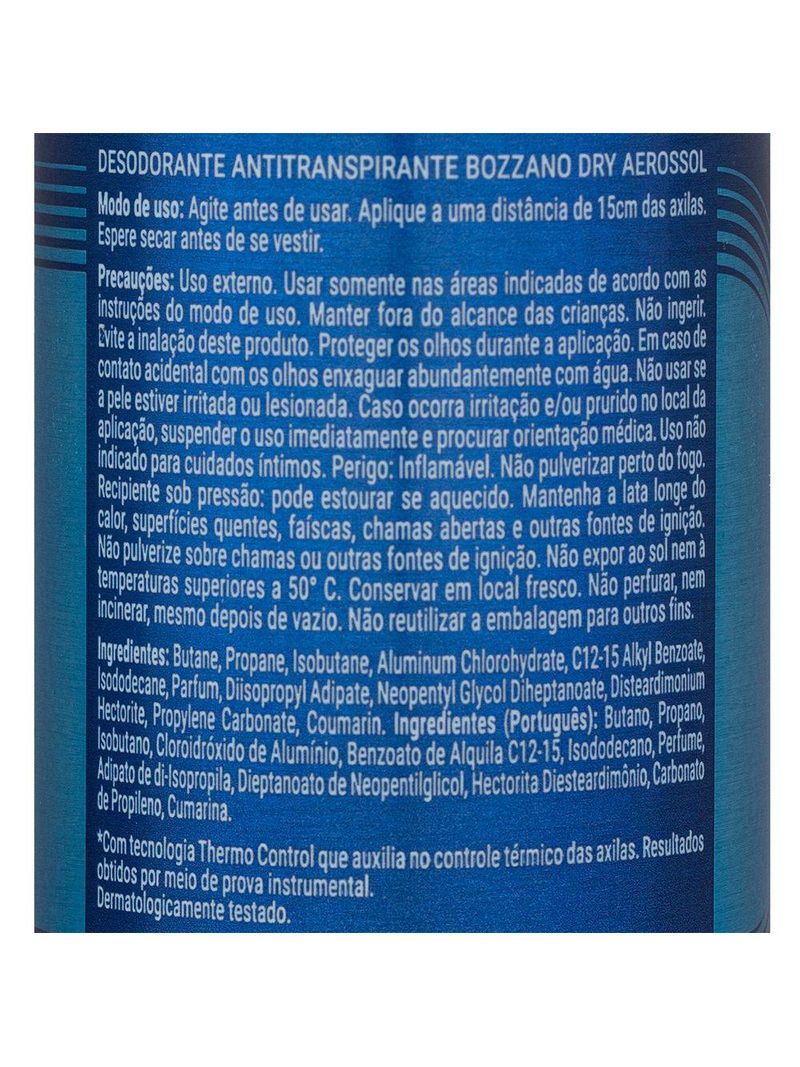 DESODORANTE ANTITRANSPIRANTE BOZZANO DRY AEROSSOL
Modo de uso: Agite antes de usar. Aplique a uma distância de 15cm das axilas.
Espere secar antes de se vestir.
Precauções: Uso externo. Usar somente nas áreas indicadas de acordo com as
instruções do modo de uso. Manter fora do alcance das crianças. Não ingerir.
Evite a inalação deste produto. Proteger os olhos durante a aplicação. Em caso de
contato acidental com os olhos enxaguar abundantemente com água. Não usar se
a pele estiver irritada ou lesionada. Caso ocorra irritação e/ou prurido no local da
aplicação, suspender o uso imediatamente e procurar orientação médica. Uso não
indicado para cuidados íntimos. Perigo: Inflamável. Não pulverizar perto do fogo.
Recipiente sob pressão: pode estourar se aquecido. Mantenha a lata longe do
calor, superfícies quentes, faíscas, chamas abertas e outras fontes de ignição.
Não pulverize sobre chamas ou outras fontes de ignição. Não expor ao sol nem à
temperaturas superiores a 50° C. Conservar em local fresco. Não perfurar, nem
incinerar, mesmo depois de vazio. Não reutilizar a embalagem para outros fins.
Ingredientes: Butane, Propane, Isobutane, Aluminum Chlorohydrate, C12-15 Alkyl Benzoate,
Isododecane, Parfum, Diisopropyl Adipate, Neopentyl Glycol Diheptanoate, Disteardimonium
Hectorite, Propylene Carbonate, Coumarin. Ingredientes (Português): Butano, Propano,
Isobutano, Cloroidróxido de Alumínio, Benzoato de Alquila C12-15, Isododecano, Perfume,
Adipato de di-Isopropila, Dieptanoato de Neopentilglicol, Hectorita Diesteardimônio, Carbonato
de Propileno, Cumarina.
*Com tecnologia Thermo Control que auxilia no controle térmico das axilas. Resultados
obtidos por meio de prova instrumental.
Dermatologicamente testado.